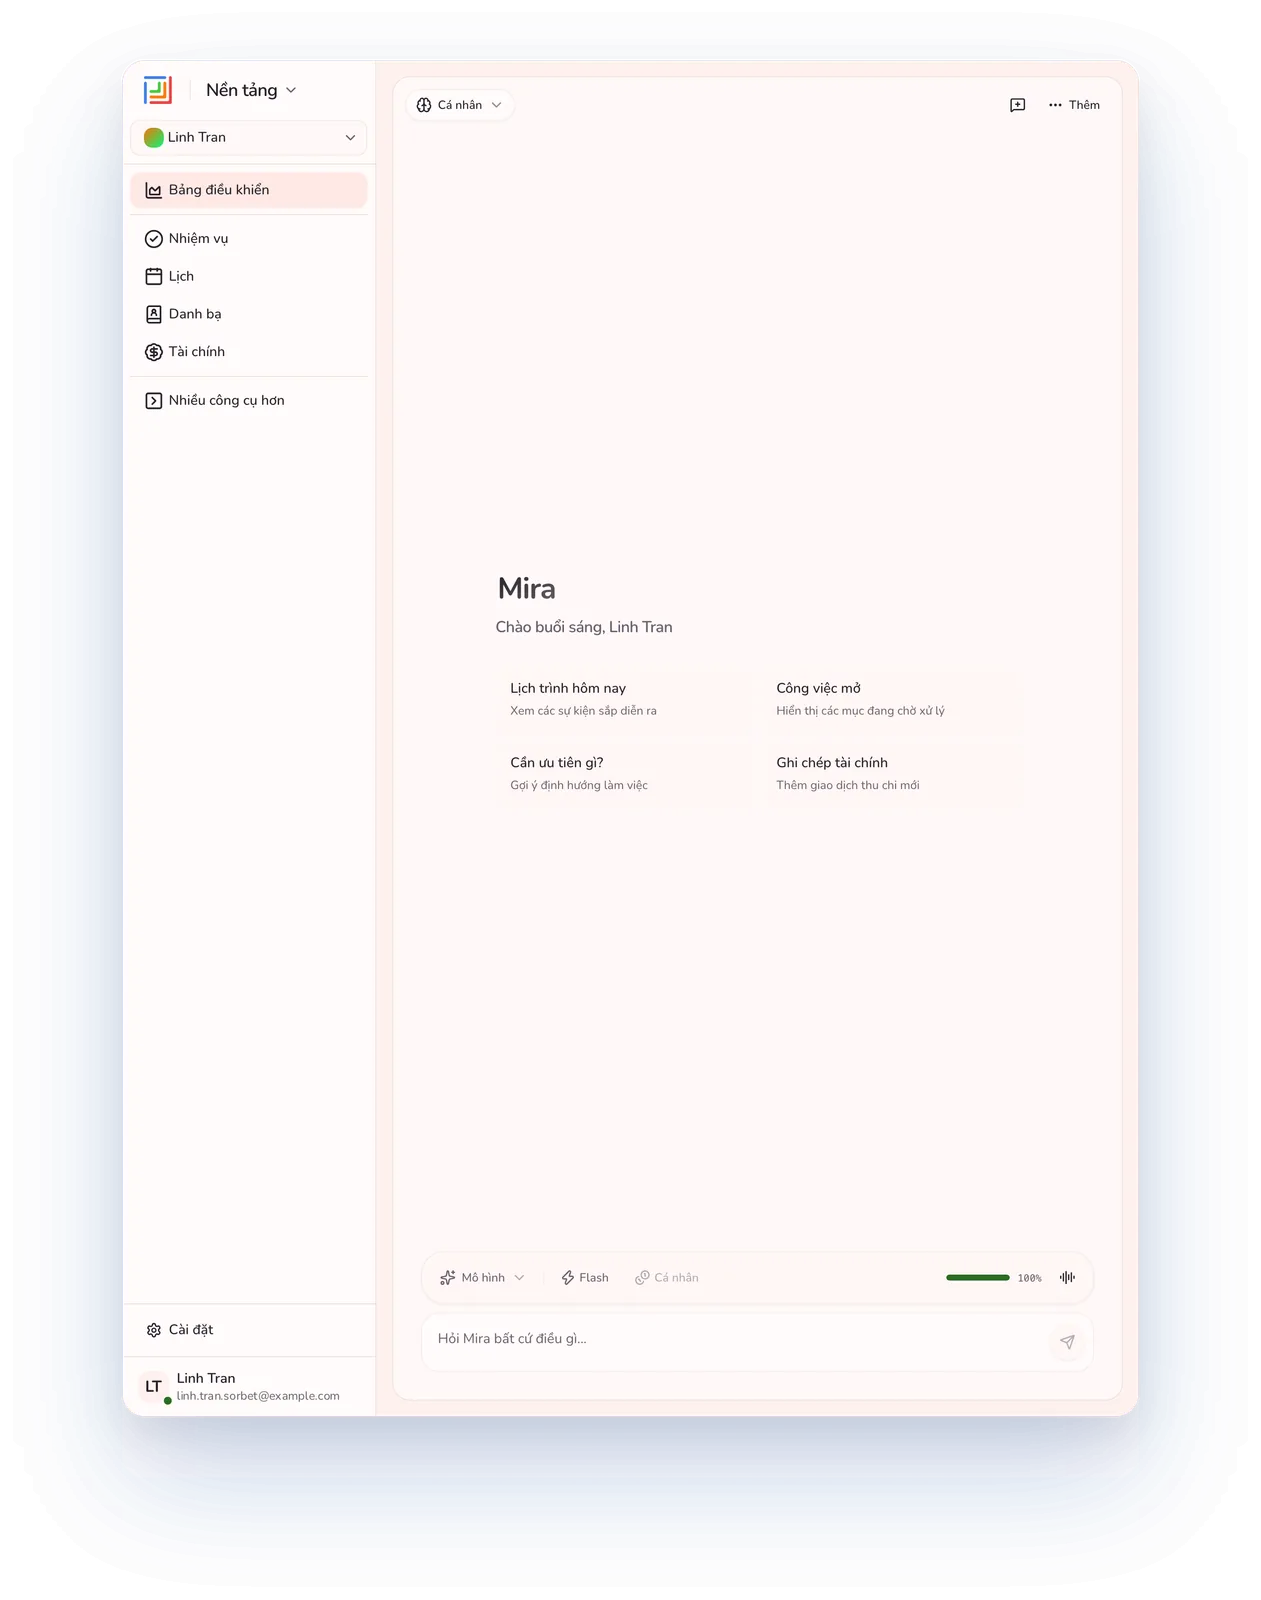 Nền tảng
Linh Tran
Bảng điều khiển
Nhiệm vụ
Lịch
Danh bạ
Tài chính
Nhiều công cụ hơn
Cài đặt
LT
Linh Tran
linh.tran.sorbet@example.com
Cá nhân
Thêm
Mira
Chào buổi sáng, Linh Tran
Lịch trình hôm nay
Xem các sự kiện sắp diễn ra
Công việc mở
Hiển thị các mục đang chờ xử lý
Cần ưu tiên gì?
Gợi ý định hướng làm việc
Ghi chép tài chính
Thêm giao dịch thu chi mới
Mô hình
Flash
Cá nhân
100%
Hỏi Mira bất cứ điều gì...